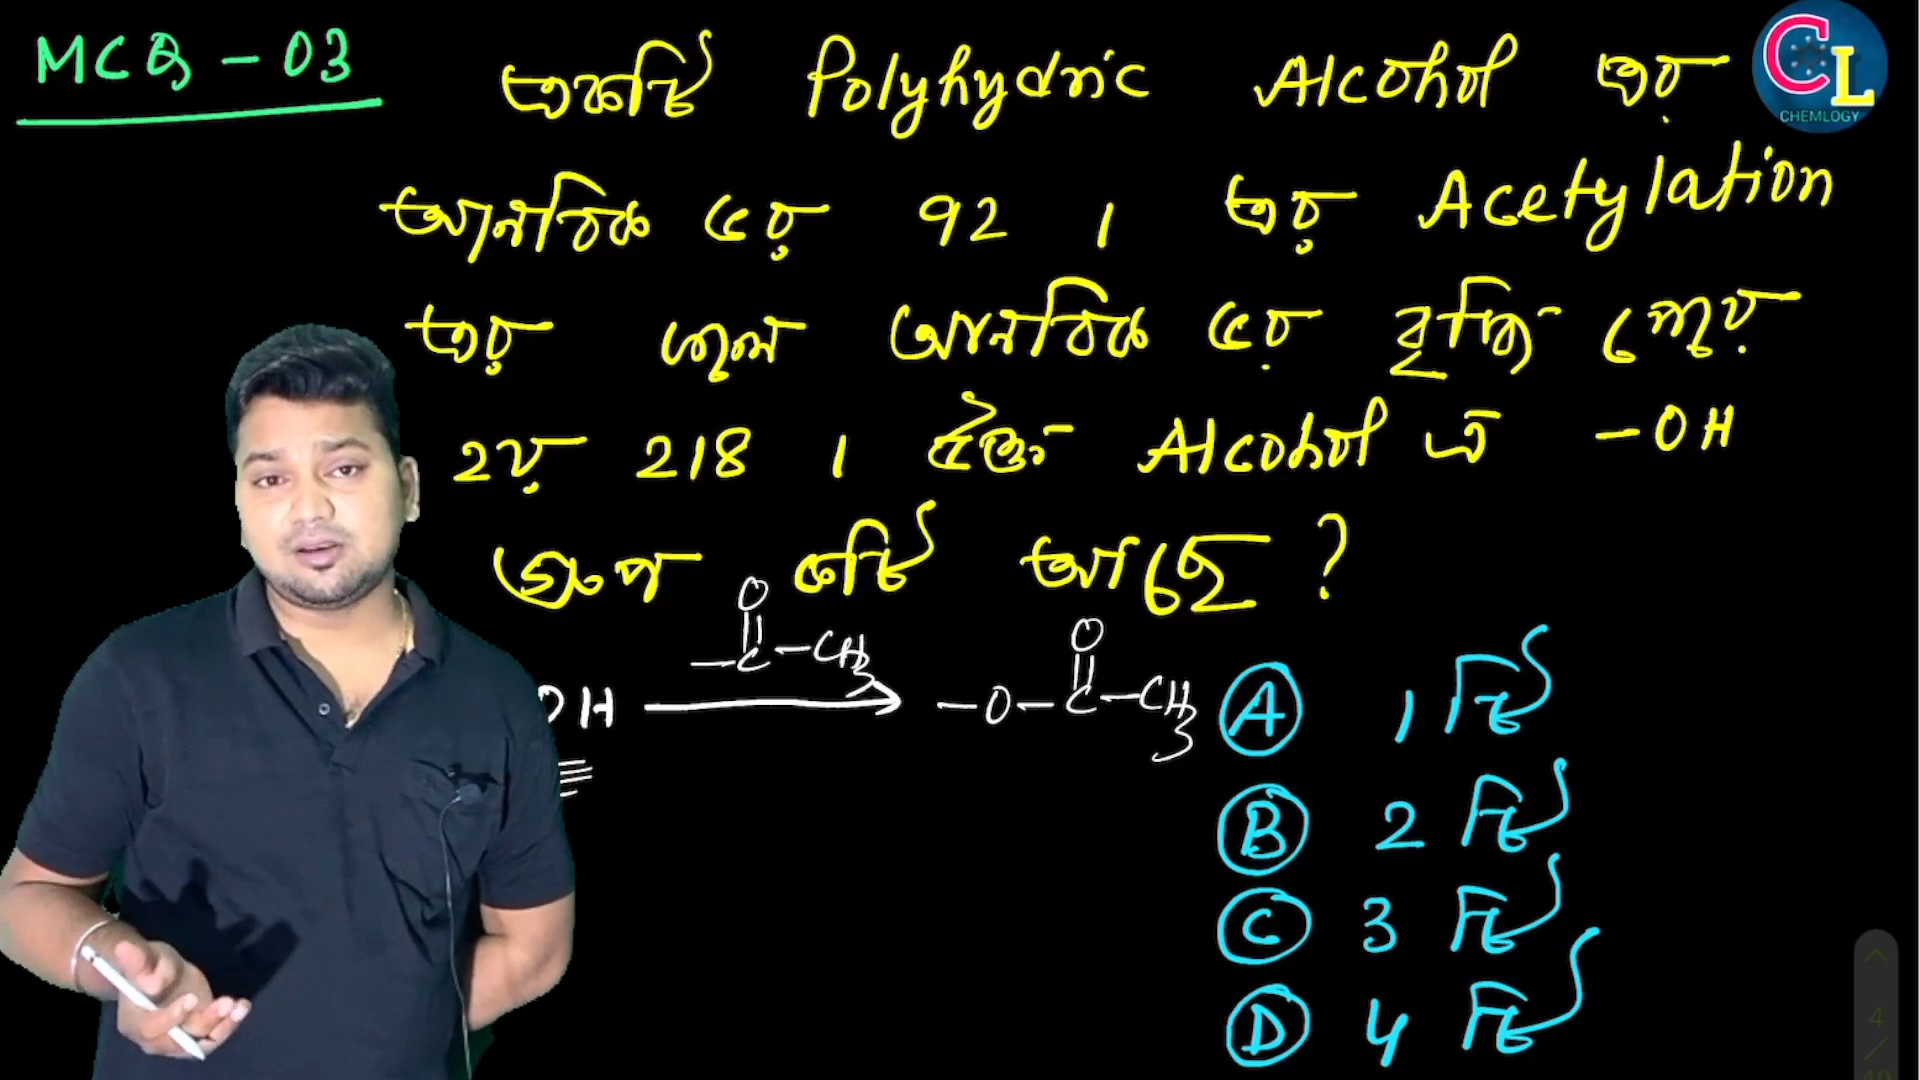 MCQ - 03
একটি Polyhydric Alcohol এর
আনবিক ভর 92 । এর Acetylation
এর ফলে আনবিক ভর বৃদ্ধি পেয়ে
হয় 218 । উক্ত Alcohol এ -OH
গ্রুপ কটি আছে ?
O
-C-CH3
OH
O
-O-C-CH3
A 1 টি
B 2 টি
C 3 টি
D 4 টি
CL
CHEMLOGY
4
/